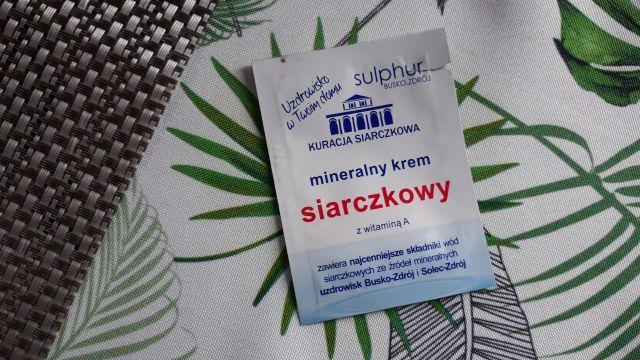 Uzdrowisko
w Twoim domu
sulphur
BUSKO-ZDRÓJ
KURACJA SIARCZKOWA
mineralny krem
siarczkowy
z witaminą A
zawiera najcenniejsze składniki wód
siarczkowych ze źródeł mineralnych
uzdrowisk Busko-Zdrój i Solec-Zdrój